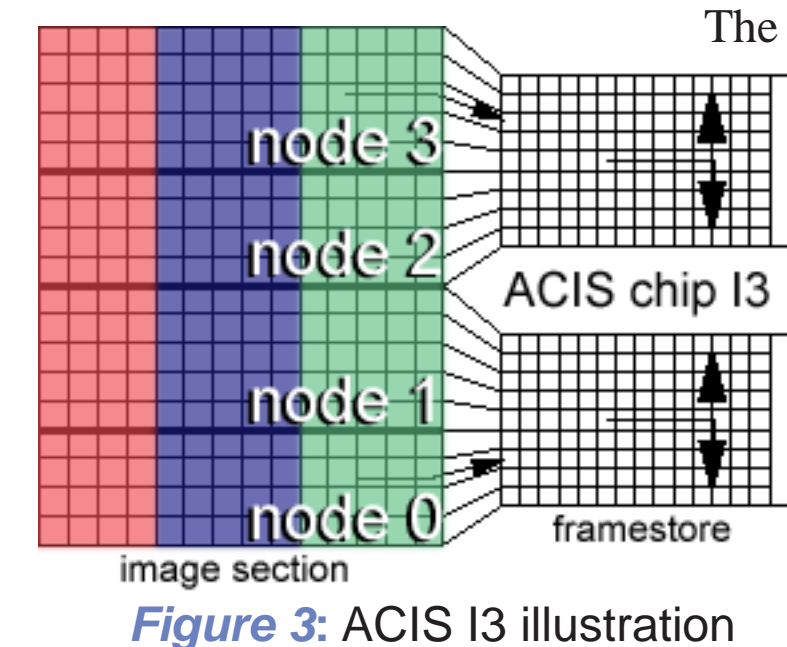 The
node 3
node 2
ACIS chip I3
node 1
node 0
framestore
image section
Figure 3: ACIS I3 illustration